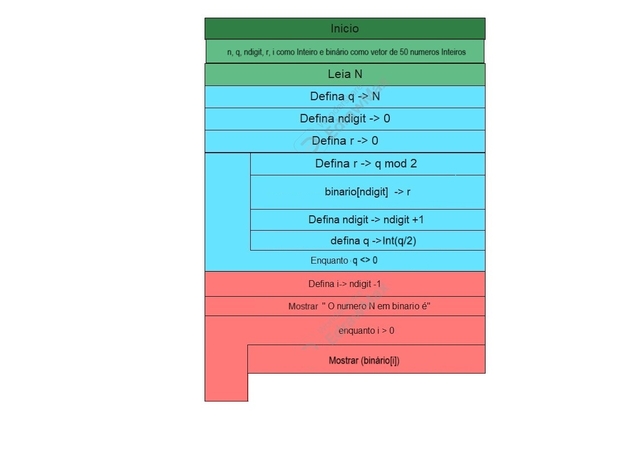 Inicio
n, q, ndigit, r, i como Inteiro e binário como vetor de 50 numeros Inteiros
Leia N
Defina q -> N
Defina ndigit -> 0
Defina r -> 0
Defina r -> q mod 2
binario[ndigit] -> r
Defina ndigit -> ndigit +1
defina q ->Int(q/2)
Enquanto q <> 0
Defina i-> ndigit -1
Mostrar " O numero N em binario é"
enquanto i > 0
Mostrar (binário[i])